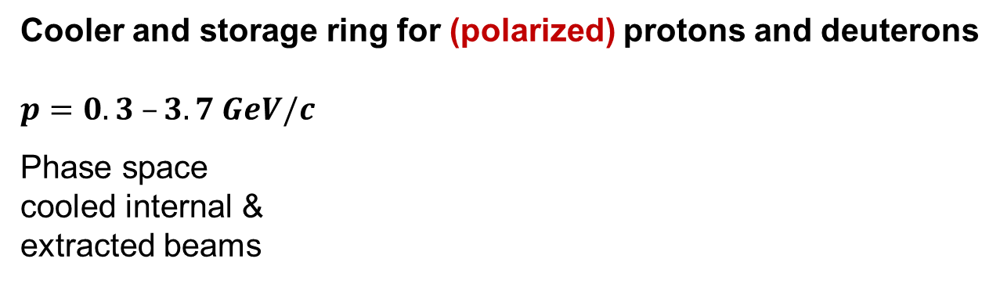 Cooler and storage ring for (polarized) protons and deuterons
p = 0.3 – 3.7 GeV/c
Phase space
cooled internal &
extracted beams